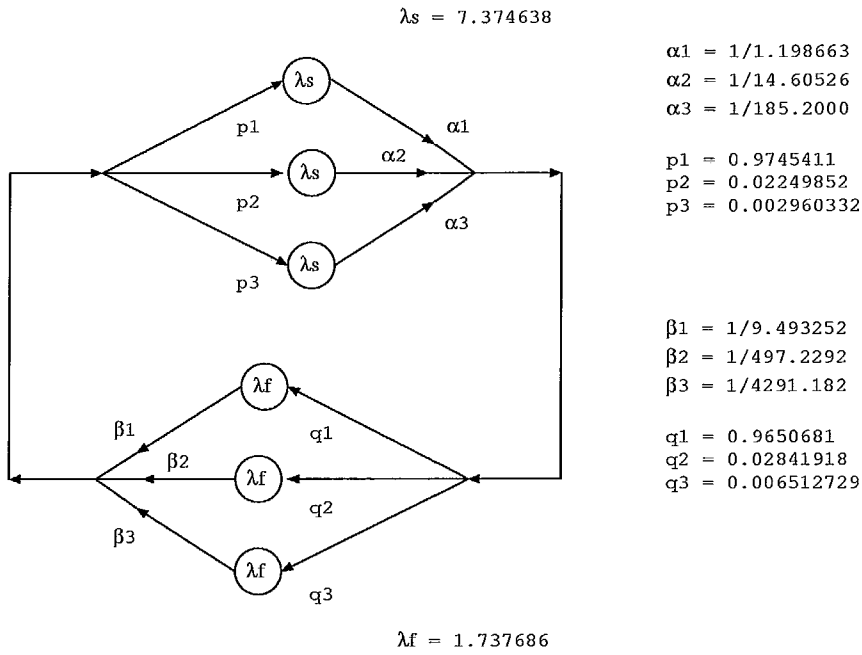 λs = 7.374638
α1 = 1/1.198663
α2 = 1/14.60526
α3 = 1/185.2000
p1 = 0.9745411
p2 = 0.02249852
p3 = 0.002960332
λs
p1
α1
λs
α2
p2
α3
λs
p3
β1 = 1/9.493252
β2 = 1/497.2292
β3 = 1/4291.182
q1 = 0.9650681
q2 = 0.02841918
q3 = 0.006512729
λf
β1
q1
β2
λf
q2
β3
λf
q3
λf = 1.737686